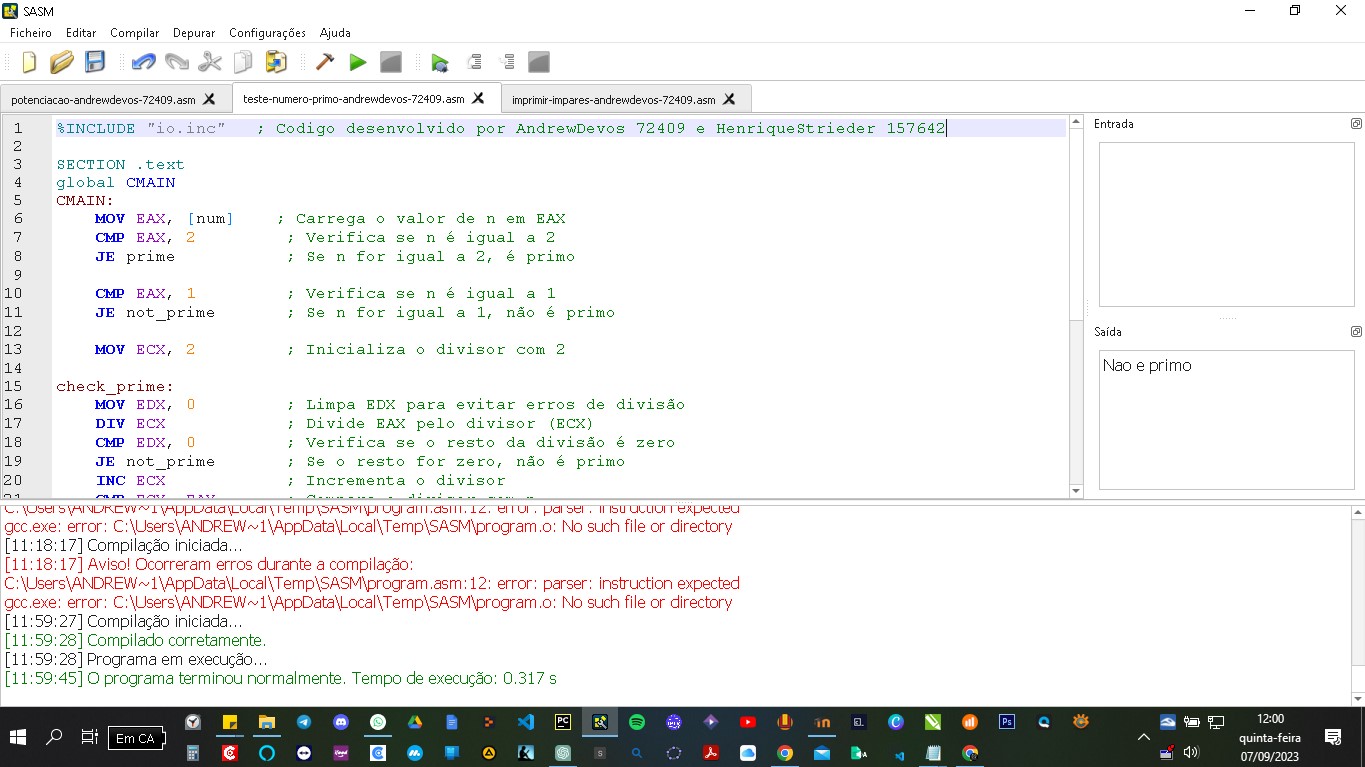 SASM
Ficheiro Editar Compilar Depurar Configurações Ajuda
potenciacao-andrewdevos-72409.asm
teste-numero-primo-andrewdevos-72409.asm
imprimir-impares-andrewdevos-72409.asm
1 %INCLUDE "io.inc" ; Codigo desenvolvido por AndrewDevos 72409 e HenriqueStrieder 157642
2
3 SECTION .text
4 global CMAIN
5 CMAIN:
6 MOV EAX, [num] ; Carrega o valor de n em EAX
7 CMP EAX, 2 ; Verifica se n é igual a 2
8 JE prime ; Se n for igual a 2, é primo
9
10 CMP EAX, 1 ; Verifica se n é igual a 1
11 JE not_prime ; Se n for igual a 1, não é primo
12
13 MOV ECX, 2 ; Inicializa o divisor com 2
14
15 check_prime:
16 MOV EDX, 0 ; Limpa EDX para evitar erros de divisão
17 DIV ECX ; Divide EAX pelo divisor (ECX)
18 CMP EDX, 0 ; Verifica se o resto da divisão é zero
19 JE not_prime ; Se o resto for zero, não é primo
20 INC ECX ; Incrementa o divisor
Entrada
Saída
Nao e primo
C:\Users\ANDREW~1\AppData\Local\Temp\SASM\program.asm:12: error: parser: instruction expected
gcc.exe: error: C:\Users\ANDREW~1\AppData\Local\Temp\SASM\program.o: No such file or directory
[11:18:17] Compilação iniciada...
[11:18:17] Aviso! Ocorreram erros durante a compilação:
C:\Users\ANDREW~1\AppData\Local\Temp\SASM\program.asm:12: error: parser: instruction expected
gcc.exe: error: C:\Users\ANDREW~1\AppData\Local\Temp\SASM\program.o: No such file or directory
[11:59:27] Compilação iniciada...
[11:59:28] Compilado corretamente.
[11:59:28] Programa em execução...
[11:59:45] O programa terminou normalmente. Tempo de execução: 0.317 s
Em CA
12:00
quinta-feira
07/09/2023